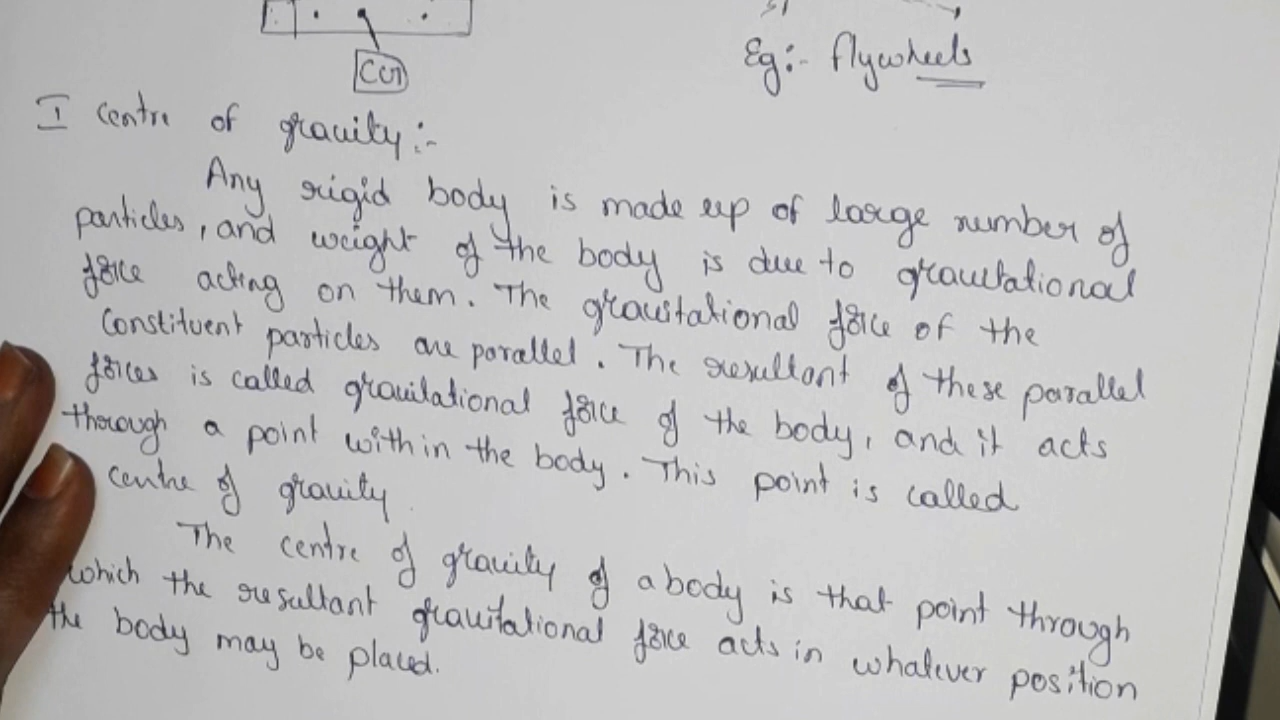 Eg:- flywheels
CG
I centre of gravity:-
Any rigid body is made up of large number of
particles, and weight of the body is due to gravitational
force acting on them. The gravitational force of the
constituent particles are parallel. The resultant of these parallel
forces is called gravitational force of the body, and it acts
through a point within the body. This point is called
centre of gravity.
The centre of gravity of a body is that point through
which the resultant gravitational force acts in whatever position
the body may be placed.